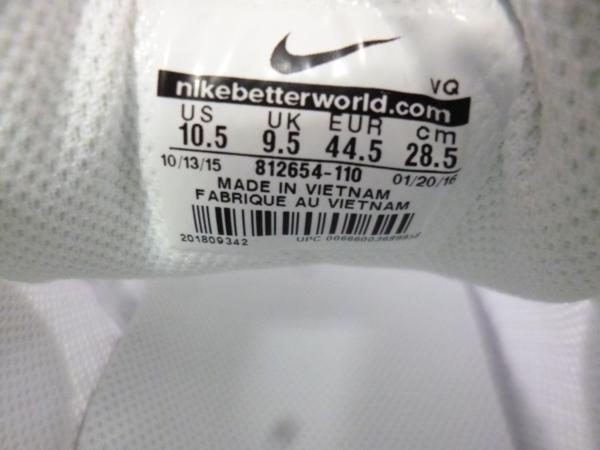 VQ
nikebetterworld.com
US UK EUR cm
10.5 9.5 44.5 28.5
10/13/15 812654-110 01/20/16
MADE IN VIETNAM
FABRIQUE AU VIETNAM
201809342 UPC